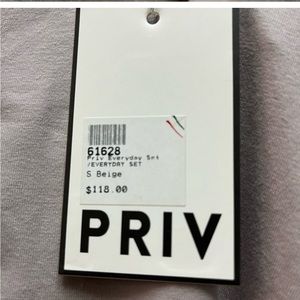 61628
Priv Everyday Set
/EVERYDAY SET
S Beige
$118.00
PRIV